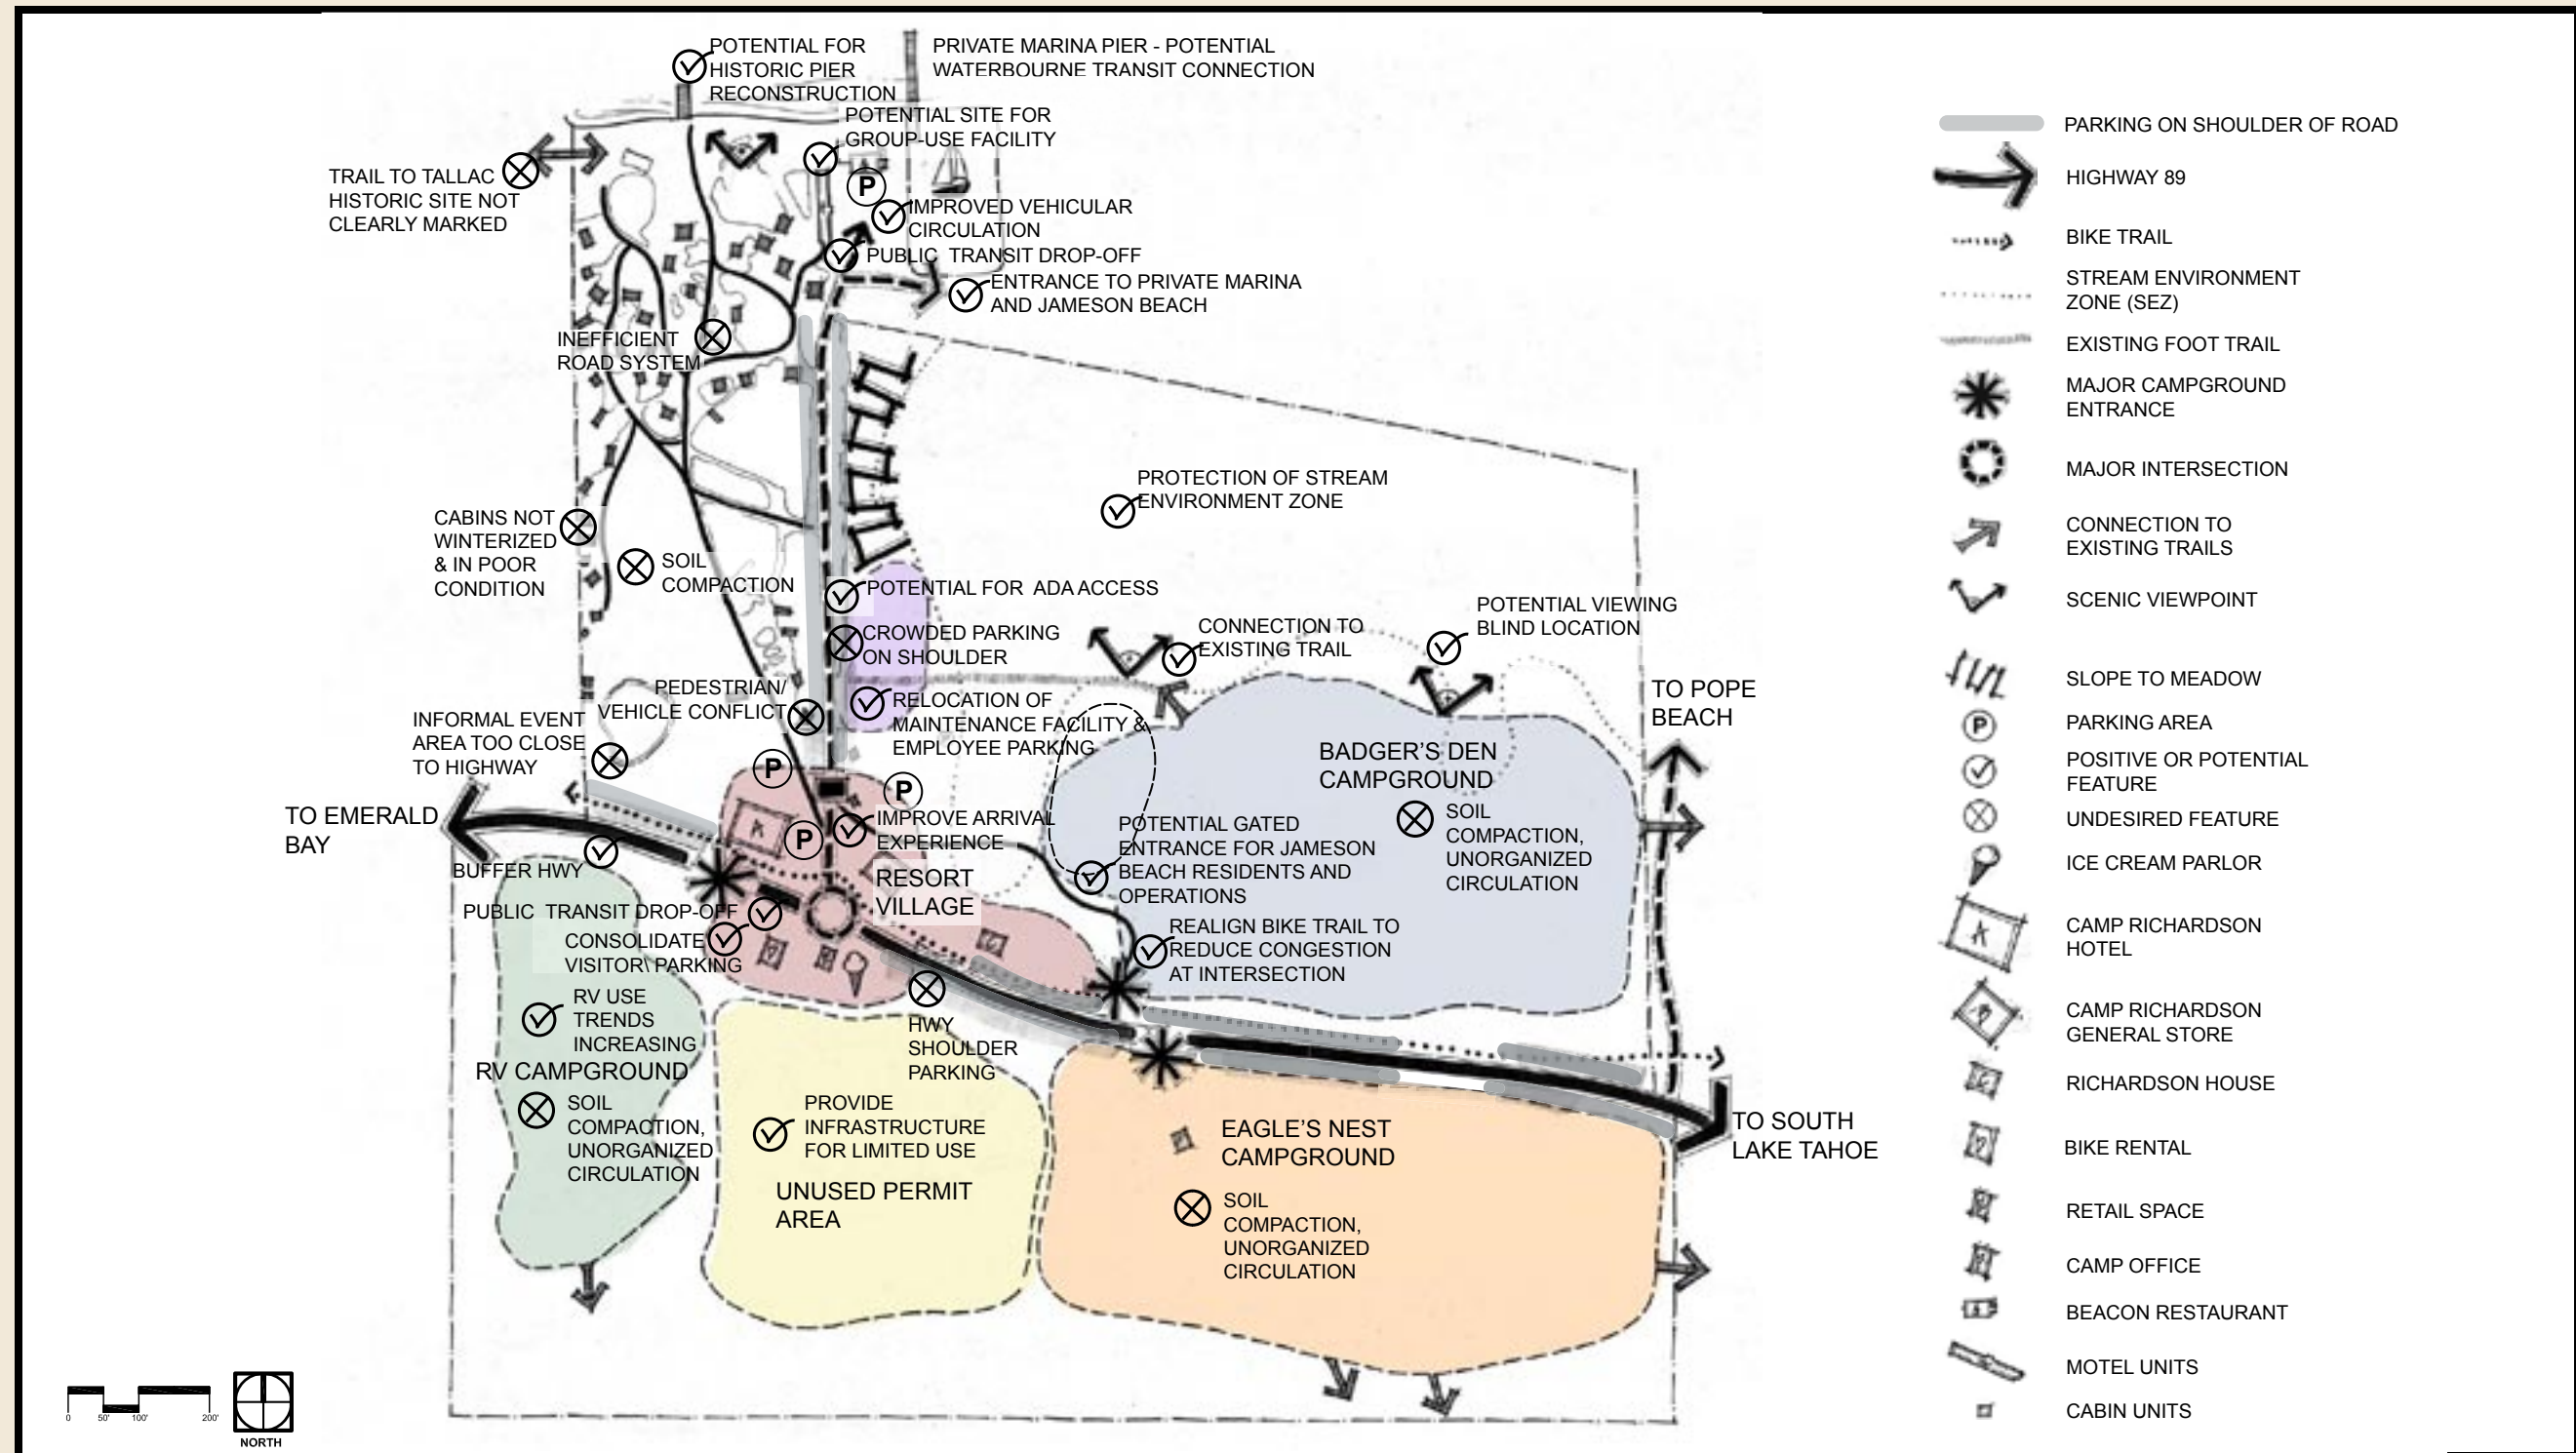 POTENTIAL FOR
HISTORIC PIER
RECONSTRUCTION
PRIVATE MARINA PIER - POTENTIAL
WATERBOURNE TRANSIT CONNECTION
POTENTIAL SITE FOR
GROUP-USE FACILITY
TRAIL TO TALLAC
HISTORIC SITE NOT
CLEARLY MARKED
P
IMPROVED VEHICULAR
CIRCULATION
PUBLIC TRANSIT DROP-OFF
ENTRANCE TO PRIVATE MARINA
AND JAMESON BEACH
INEFFICIENT
ROAD SYSTEM
PROTECTION OF STREAM
ENVIRONMENT ZONE
CABINS NOT
WINTERIZED
& IN POOR
CONDITION
SOIL
COMPACTION
POTENTIAL FOR ADA ACCESS
CROWDED PARKING
ON SHOULDER
CONNECTION TO
EXISTING TRAIL
POTENTIAL VIEWING
BLIND LOCATION
PEDESTRIAN/
VEHICLE CONFLICT
RELOCATION OF
MAINTENANCE FACILITY &
EMPLOYEE PARKING
TO POPE
BEACH
INFORMAL EVENT
AREA TOO CLOSE
TO HIGHWAY
P
P
P
BADGER'S DEN
CAMPGROUND
SOIL
COMPACTION,
UNORGANIZED
CIRCULATION
TO EMERALD
BAY
IMPROVE ARRIVAL
EXPERIENCE
POTENTIAL GATED
ENTRANCE FOR JAMESON
BEACH RESIDENTS AND
OPERATIONS
BUFFER HWY
RESORT
VILLAGE
PUBLIC TRANSIT DROP-OFF
CONSOLIDATE
VISITOR\ PARKING
REALIGN BIKE TRAIL TO
REDUCE CONGESTION
AT INTERSECTION
RV USE
TRENDS
INCREASING
RV CAMPGROUND
SOIL
COMPACTION,
UNORGANIZED
CIRCULATION
HWY
SHOULDER
PARKING
PROVIDE
INFRASTRUCTURE
FOR LIMITED USE
UNUSED PERMIT
AREA
EAGLE'S NEST
CAMPGROUND
SOIL
COMPACTION,
UNORGANIZED
CIRCULATION
TO SOUTH
LAKE TAHOE
PARKING ON SHOULDER OF ROAD
HIGHWAY 89
BIKE TRAIL
STREAM ENVIRONMENT
ZONE (SEZ)
EXISTING FOOT TRAIL
MAJOR CAMPGROUND
ENTRANCE
MAJOR INTERSECTION
CONNECTION TO
EXISTING TRAILS
SCENIC VIEWPOINT
SLOPE TO MEADOW
P
PARKING AREA
POSITIVE OR POTENTIAL
FEATURE
UNDESIRED FEATURE
ICE CREAM PARLOR
CAMP RICHARDSON
HOTEL
CAMP RICHARDSON
GENERAL STORE
RICHARDSON HOUSE
BIKE RENTAL
RETAIL SPACE
CAMP OFFICE
BEACON RESTAURANT
MOTEL UNITS
CABIN UNITS
0 50' 100' 200'
NORTH